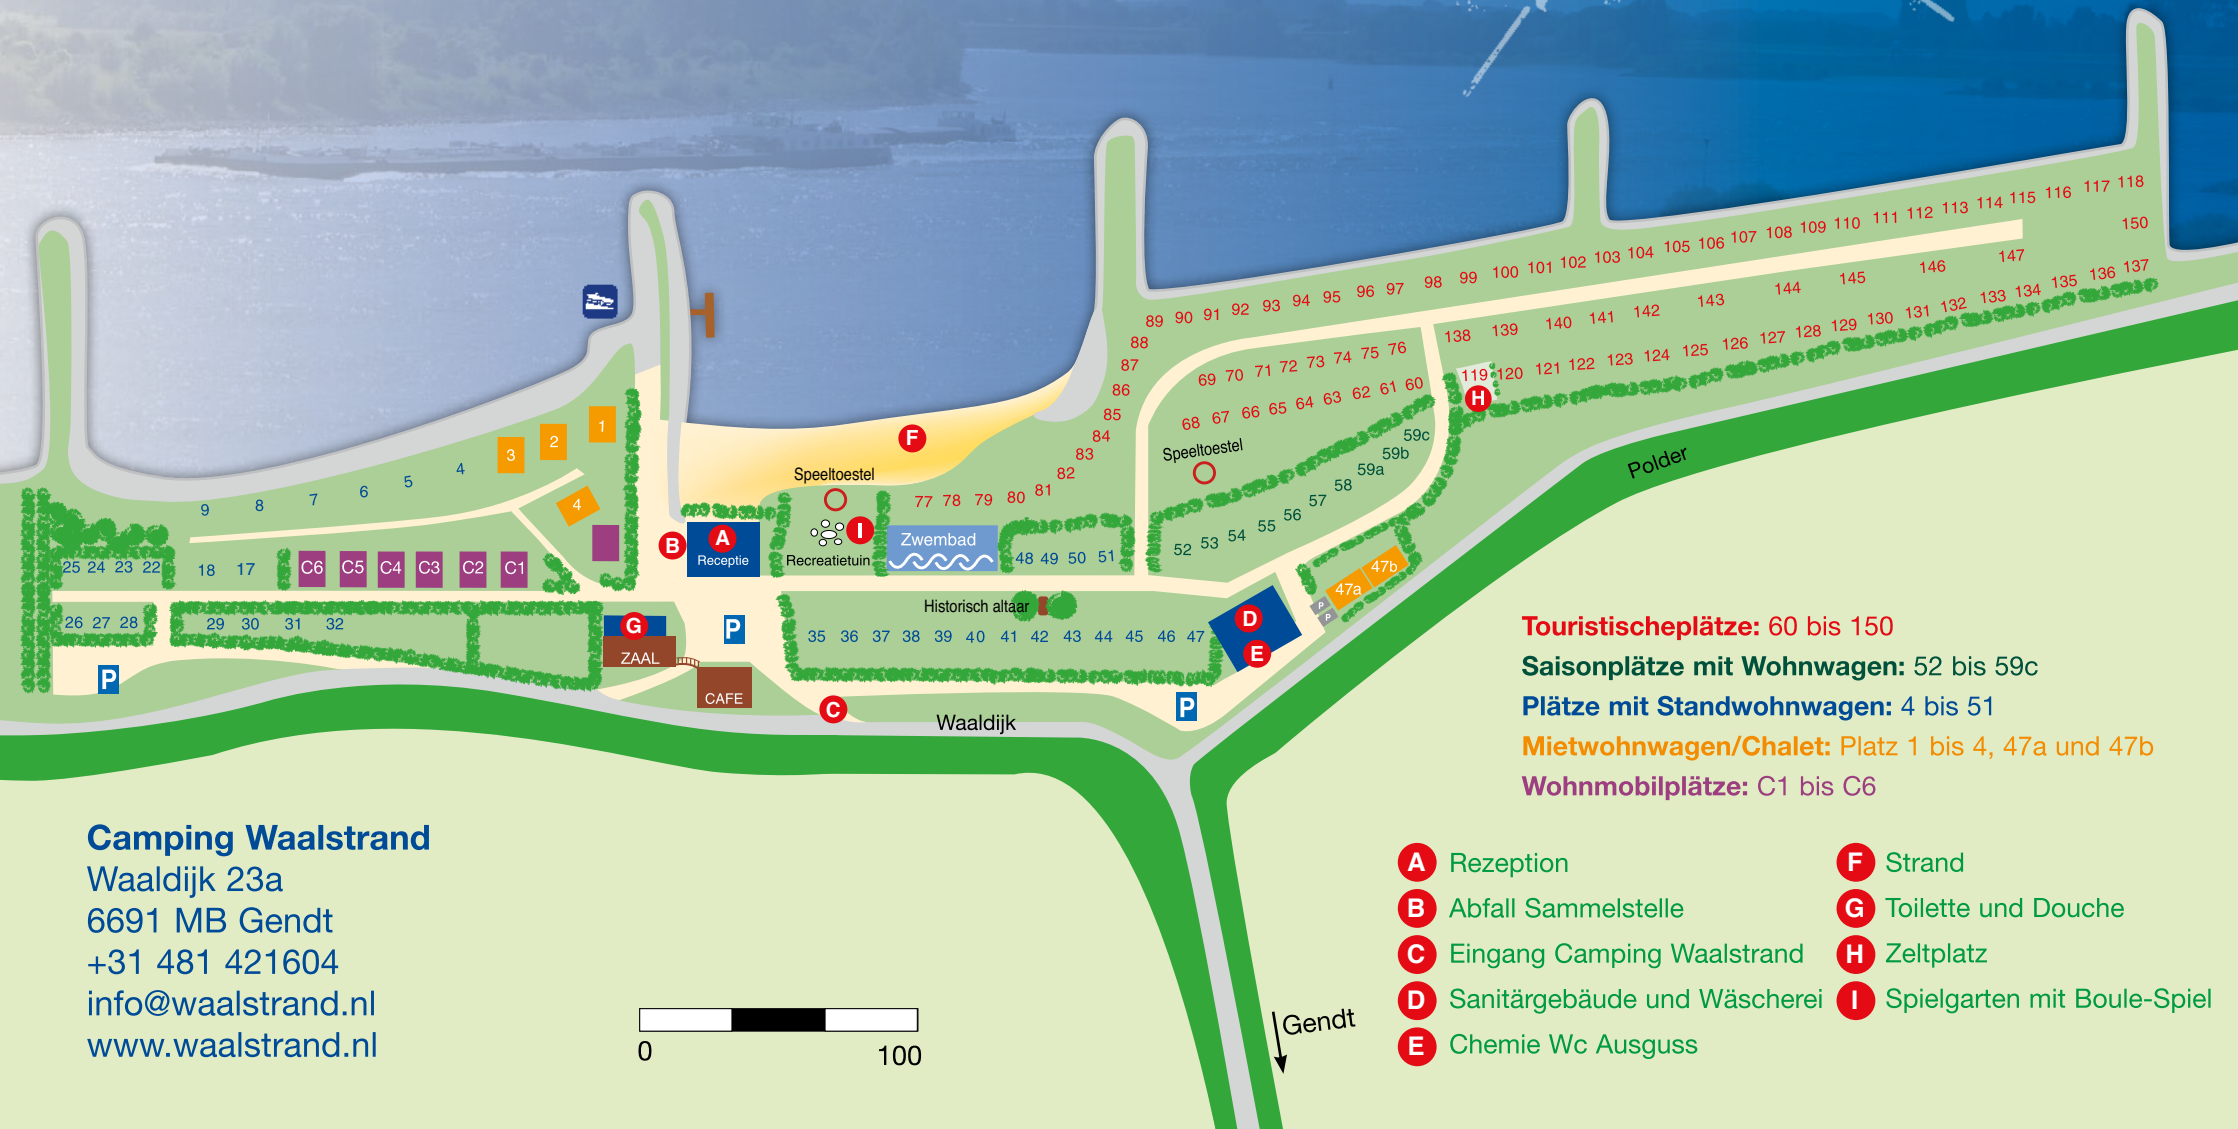 118
117
116
115
114
113
112
111
110
109
108
107
106
105
104
103
102
101
100
99
98
97
96
95
94
93
92
91
90
89
88
87
86
85
84
83
82
81
80
79
78
77
150
147
146
145
144
143
142
141
140
139
138
137
136
135
134
133
132
131
130
129
128
127
126
125
124
123
122
121
120
119
H
69 70 71 72 73 74 75 76
68 67 66 65 64 63 62 61 60
Speeltoestel
59c
59b
59a
58
57
56
55
54
53
52
F
Speeltoestel
I
Recreatietuin
Zwembad
48 49 50 51
1
2
3
4
4
5
6
7
8
9
B
A
Receptie
25 24 23 22
18 17
C6 C5 C4 C3 C2 C1
26 27 28
29 30 31 32
G
ZAAL
CAFE
P
P
P
Historisch altaar
35 36 37 38 39 40 41 42 43 44 45 46 47
D
E
47a
47b
P
P
C
Waaldijk
Polder
Touristischeplätze: 60 bis 150
Saisonplätze mit Wohnwagen: 52 bis 59c
Plätze mit Standwohnwagen: 4 bis 51
Mietwohnwagen/Chalet: Platz 1 bis 4, 47a und 47b
Wohnmobilplätze: C1 bis C6
Camping Waalstrand
Waaldijk 23a
6691 MB Gendt
+31 481 421604
info@waalstrand.nl
www.waalstrand.nl
0 100
Gendt
A Rezeption
B Abfall Sammelstelle
C Eingang Camping Waalstrand
D Sanitärgebäude und Wäscherei
E Chemie Wc Ausguss
F Strand
G Toilette und Douche
H Zeltplatz
I Spielgarten mit Boule-Spiel